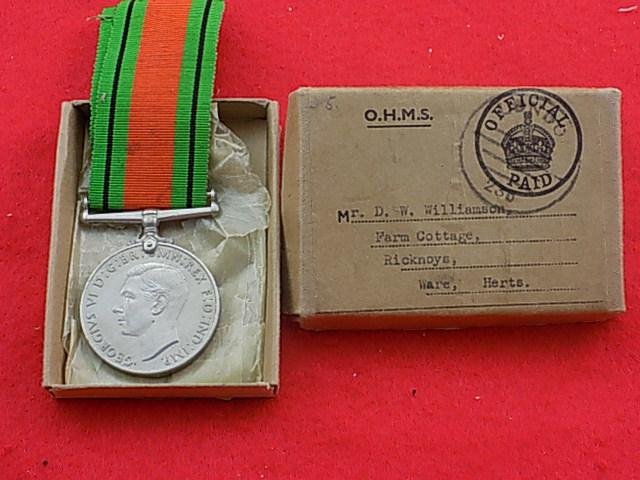 O.H.M.S.
OFFICIAL
PAID
Mr. D. W. Williamson,
Farm Cottage,
Ricknoys,
Ware, Herts.
GEORGIVS VI D:G:BR:OMN:REX F:D:IND:IMP.